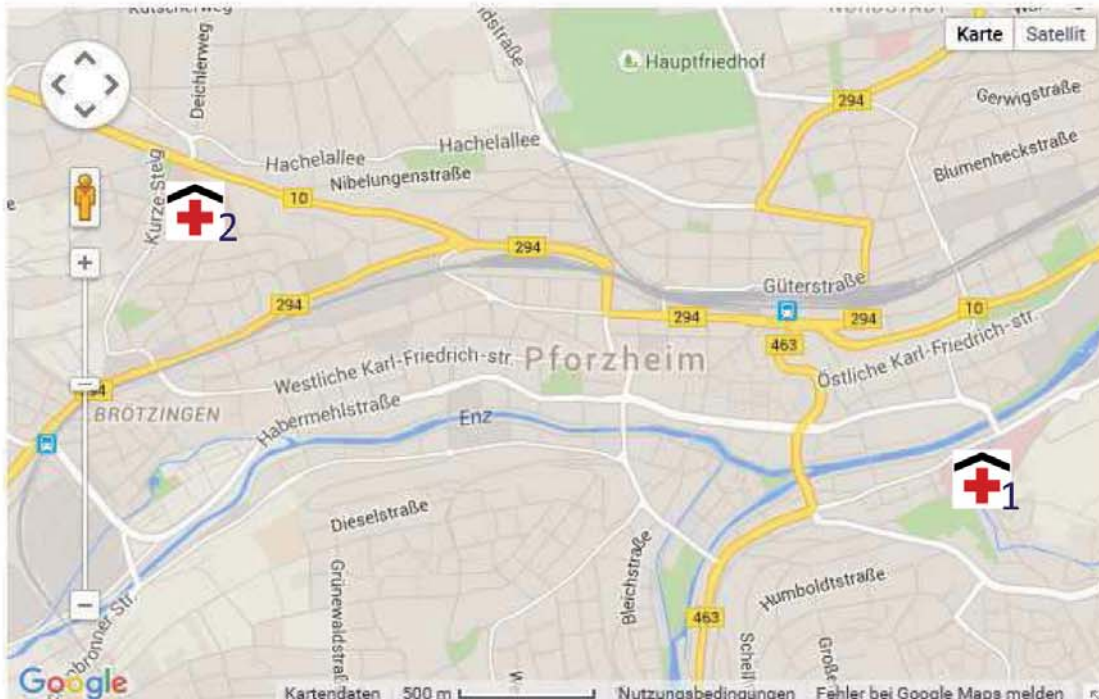 Kutscherweg
NORDSTADT
Karte Satellit
Deichlerweg
Hauptfriedhof
294
Gerwigstraße
Hachelallee
Hachelallee
Blumenheckstraße
Nibelungenstraße
Kurze Steig
10
2
294
Güterstraße
294
294
294
10
463
Östliche Karl-Friedrich-str.
Westliche Karl-Friedrich-str.
Pforzheim
BRÖTZINGEN
Habermehlstraße
Enz
1
Dieselstraße
Bleichstraße
Humboldtstraße
463
Google
Kartendaten 500 m Nutzungsbedingungen Fehler bei Google Maps melden